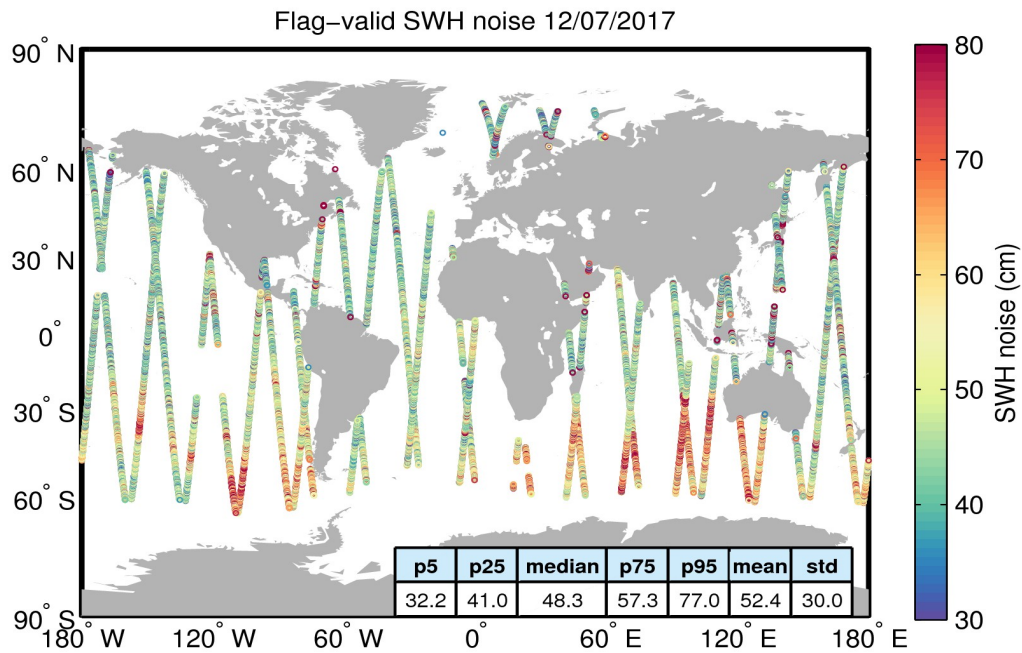 Flag−valid SWH noise 12/07/2017
90° N
60° N
30° N
0°
30° S
60° S
90° S
180° W
120° W
60° W
0°
60° E
120° E
180° E
p5 p25 median p75 p95 mean std
32.2 41.0 48.3 57.3 77.0 52.4 30.0
80
70
60
50
40
30
SWH noise (cm)